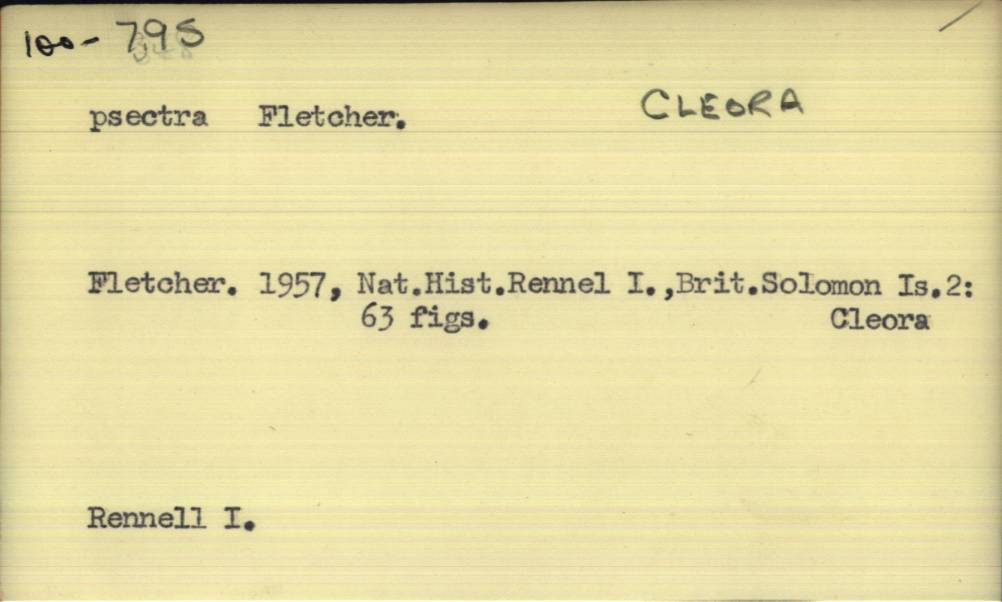 100- 795
psectra Fletcher. CLEORA
Fletcher. 1957, Nat.Hist.Rennel I.,Brit.Solomon Is.2:
63 figs. Cleora
Rennell I.